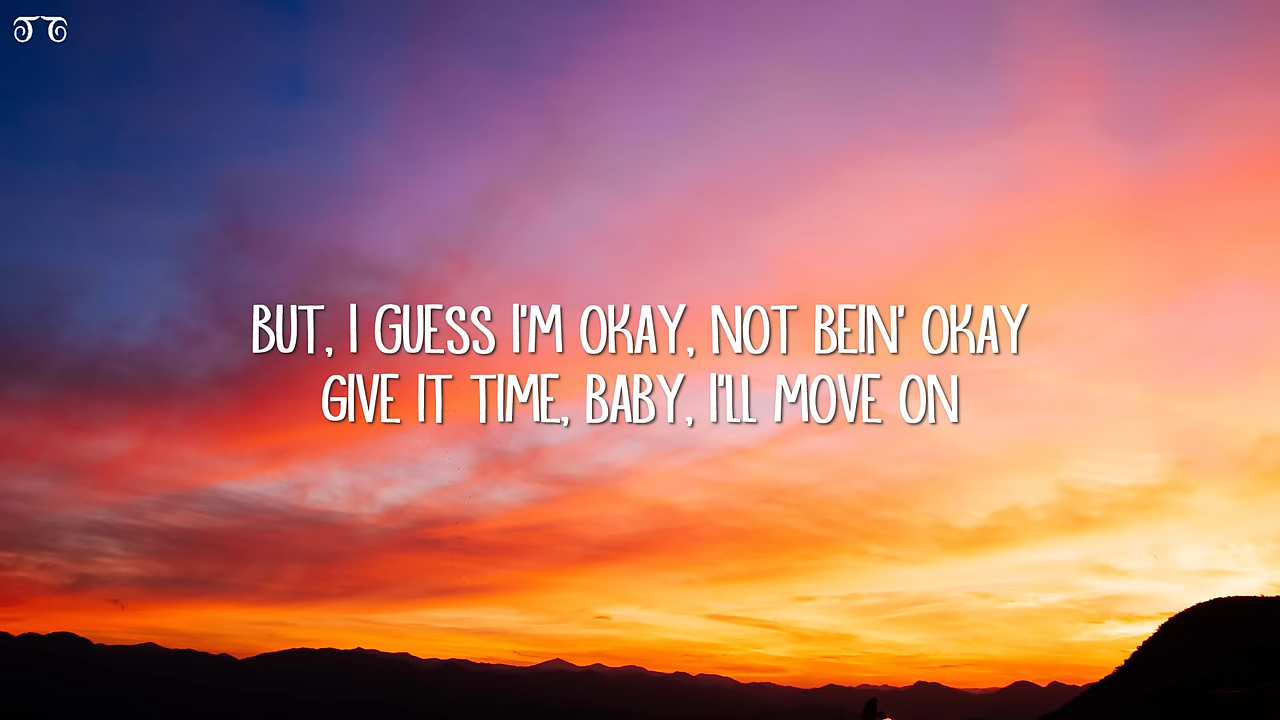 BUT, I GUESS I'M OKAY, NOT BEIN' OKAY
GIVE IT TIME, BABY, I'LL MOVE ON